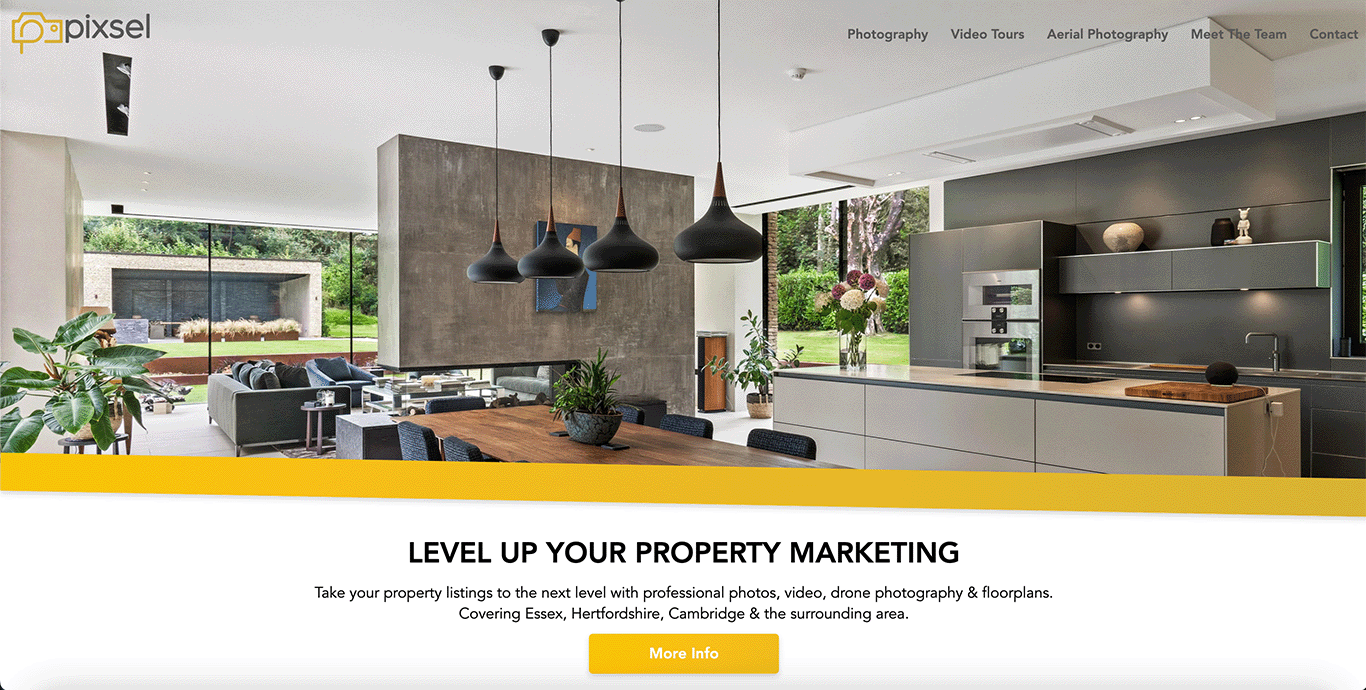 pixsel
Photography Video Tours Aerial Photography Meet The Team Contact
LEVEL UP YOUR PROPERTY MARKETING
Take your property listings to the next level with professional photos, video, drone photography & floorplans.
Covering Essex, Hertfordshire, Cambridge & the surrounding area.
More Info